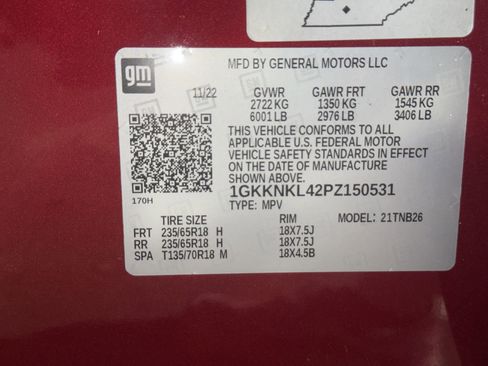 gm
MFD BY GENERAL MOTORS LLC
11/22 GVWR GAWR FRT GAWR RR
2722 KG 1350 KG 1545 KG
6001 LB 2976 LB 3406 LB
THIS VEHICLE CONFORMS TO ALL
APPLICABLE U.S. FEDERAL MOTOR
VEHICLE SAFETY STANDARDS IN EFFECT
ON THE DATE OF MANUFACTURE
SHOWN ABOVE.
1GKKNKL42PZ150531
170H
TYPE: MPV
TIRE SIZE RIM MODEL: 21TNB26
FRT 235/65R18 H 18X7.5J
RR 235/65R18 H 18X7.5J
SPA T135/70R18 M 18X4.5B